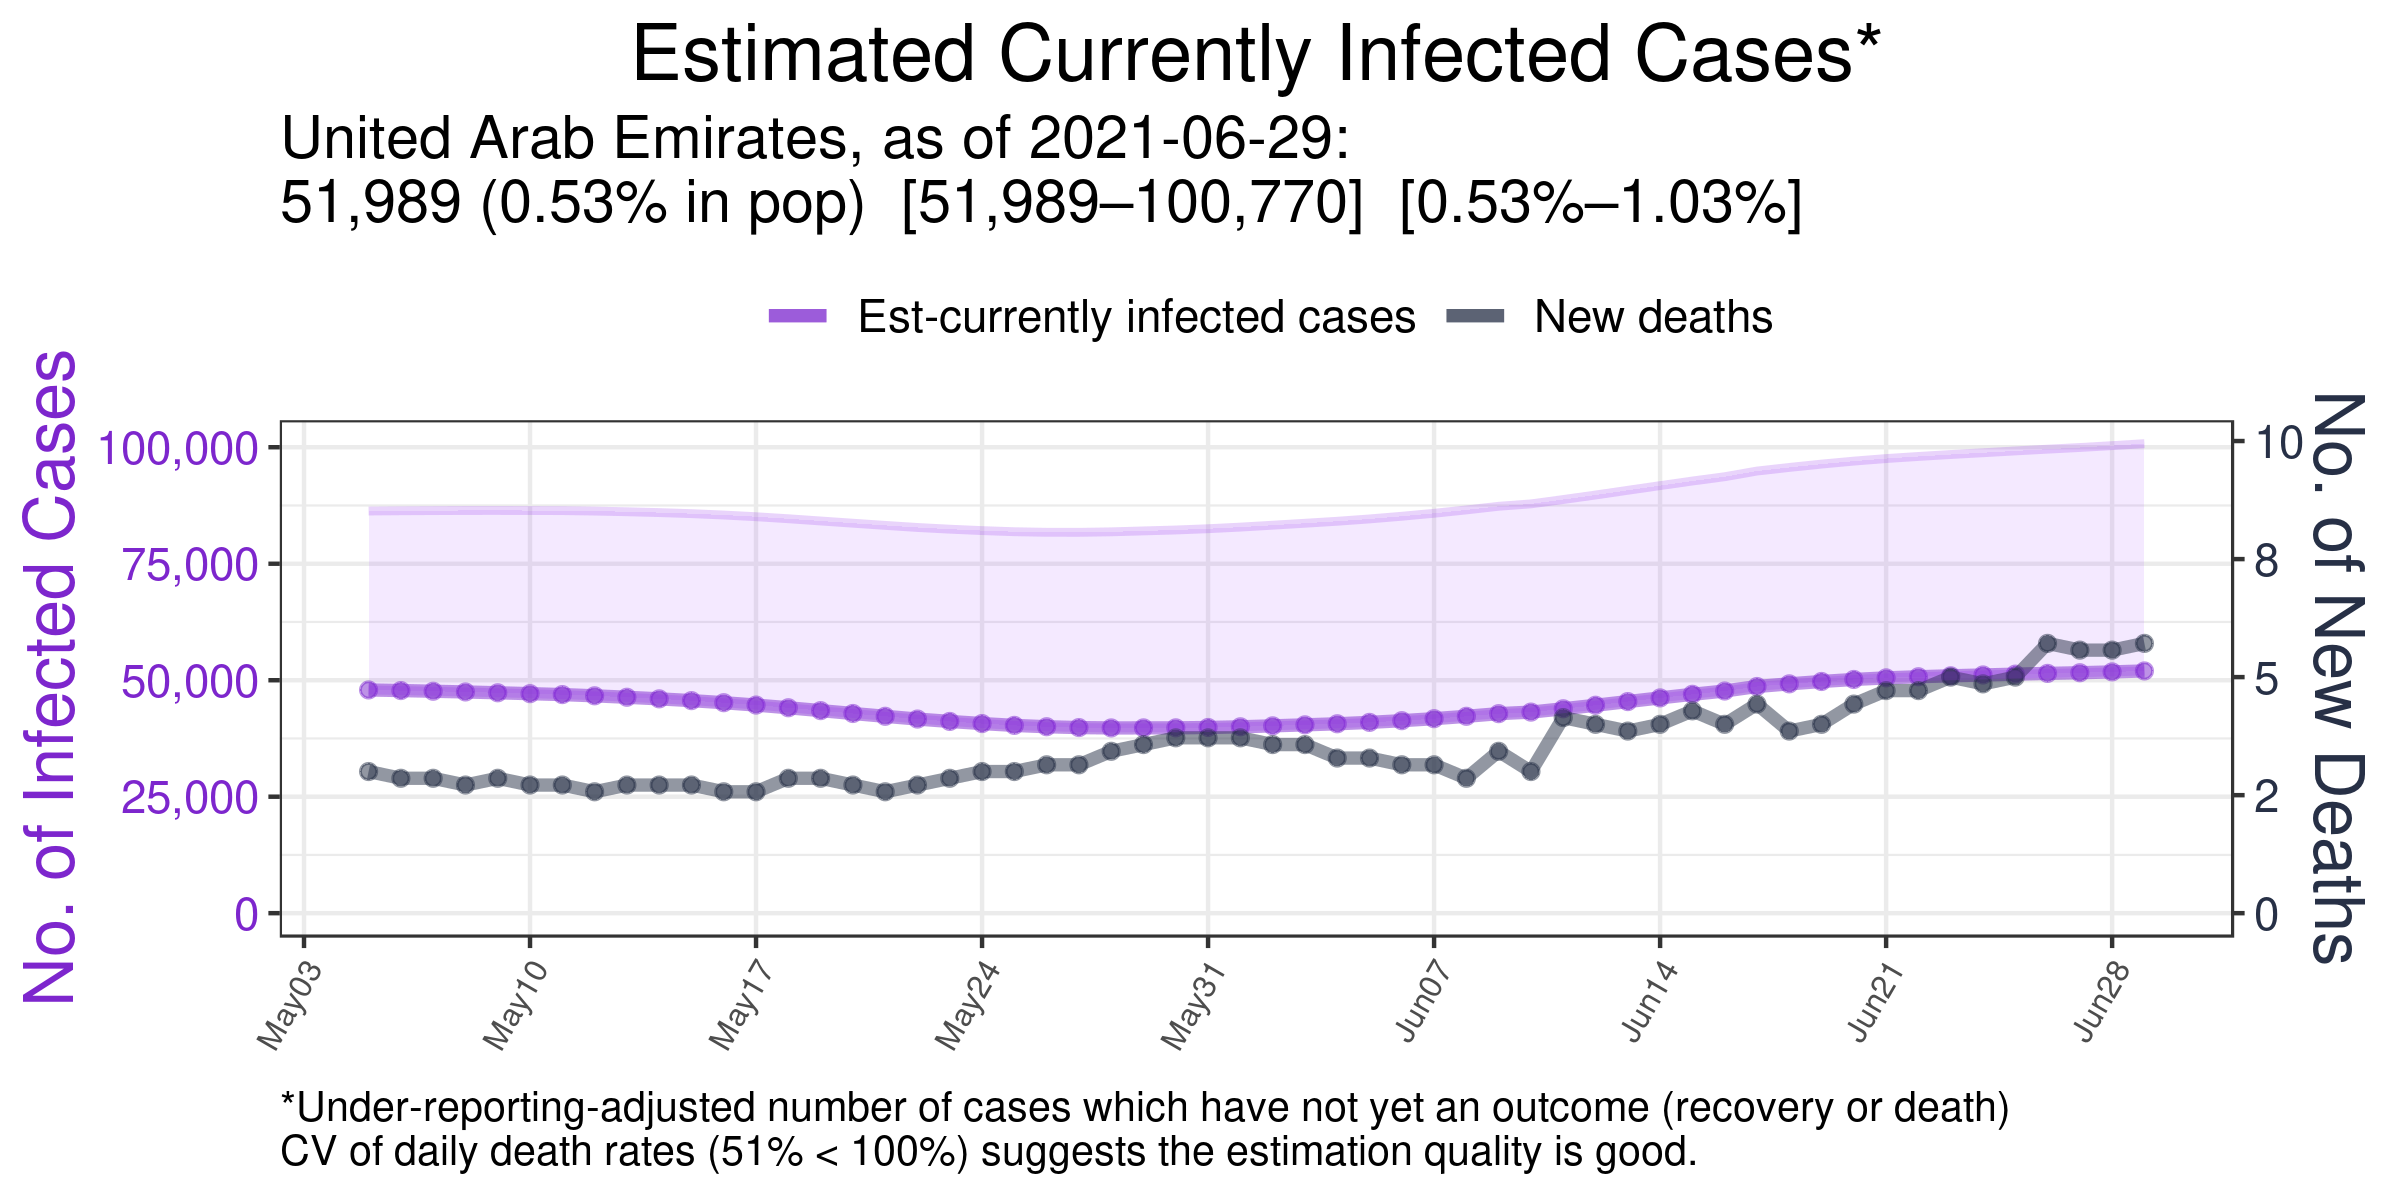 Estimated Currently Infected Cases*
United Arab Emirates, as of 2021-06-29:
51,989 (0.53% in pop)  [51,989–100,770]  [0.53%–1.03%]
Est-currently infected cases
New deaths
No. of Infected Cases
100,000
75,000
50,000
25,000
0
10
8
5
2
0
No. of New Deaths
May03
May10
May17
May24
May31
Jun07
Jun14
Jun21
Jun28
*Under-reporting-adjusted number of cases which have not yet an outcome (recovery or death)
CV of daily death rates (51% < 100%) suggests the estimation quality is good.